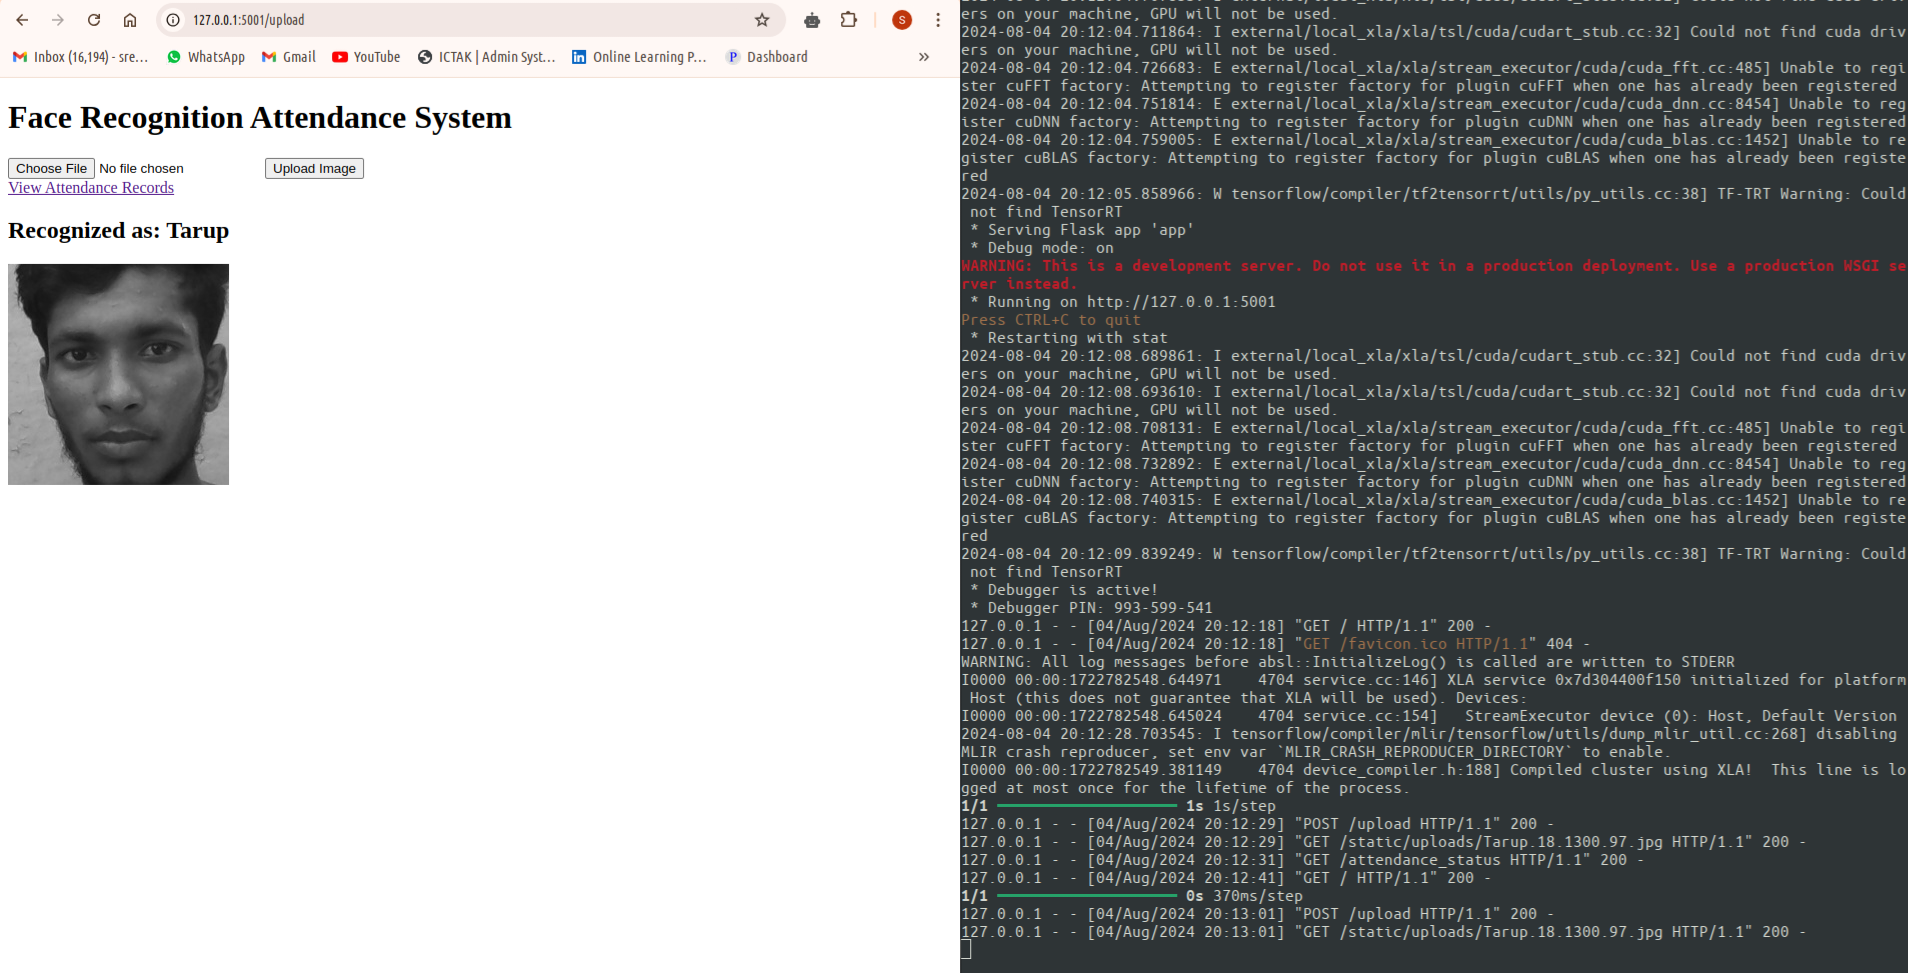 127.0.0.1:5001/upload
S
Inbox (16,194) - sre...
WhatsApp
Gmail
YouTube
ICTAK | Admin Syst...
Online Learning P...
P Dashboard
»
Face Recognition Attendance System
Choose File No file chosen Upload Image
View Attendance Records
Recognized as: Tarup
ers on your machine, GPU will not be used.
2024-08-04 20:12:04.711864: I external/local_xla/xla/tsl/cuda/cudart_stub.cc:32] Could not find cuda driv
ers on your machine, GPU will not be used.
2024-08-04 20:12:04.726683: E external/local_xla/xla/stream_executor/cuda/cuda_fft.cc:485] Unable to regi
ster cuFFT factory: Attempting to register factory for plugin cuFFT when one has already been registered
2024-08-04 20:12:04.751814: E external/local_xla/xla/stream_executor/cuda/cuda_dnn.cc:8454] Unable to reg
ister cuDNN factory: Attempting to register factory for plugin cuDNN when one has already been registered
2024-08-04 20:12:04.759005: E external/local_xla/xla/stream_executor/cuda/cuda_blas.cc:1452] Unable to re
gister cuBLAS factory: Attempting to register factory for plugin cuBLAS when one has already been registe
red
2024-08-04 20:12:05.858966: W tensorflow/compiler/tf2tensorrt/utils/py_utils.cc:38] TF-TRT Warning: Could
 not find TensorRT
 * Serving Flask app 'app'
 * Debug mode: on
WARNING: This is a development server. Do not use it in a production deployment. Use a production WSGI se
rver instead.
 * Running on http://127.0.0.1:5001
Press CTRL+C to quit
 * Restarting with stat
2024-08-04 20:12:08.689861: I external/local_xla/xla/tsl/cuda/cudart_stub.cc:32] Could not find cuda driv
ers on your machine, GPU will not be used.
2024-08-04 20:12:08.693610: I external/local_xla/xla/tsl/cuda/cudart_stub.cc:32] Could not find cuda driv
ers on your machine, GPU will not be used.
2024-08-04 20:12:08.708131: E external/local_xla/xla/stream_executor/cuda/cuda_fft.cc:485] Unable to regi
ster cuFFT factory: Attempting to register factory for plugin cuFFT when one has already been registered
2024-08-04 20:12:08.732892: E external/local_xla/xla/stream_executor/cuda/cuda_dnn.cc:8454] Unable to reg
ister cuDNN factory: Attempting to register factory for plugin cuDNN when one has already been registered
2024-08-04 20:12:08.740315: E external/local_xla/xla/stream_executor/cuda/cuda_blas.cc:1452] Unable to re
gister cuBLAS factory: Attempting to register factory for plugin cuBLAS when one has already been registe
red
2024-08-04 20:12:09.839249: W tensorflow/compiler/tf2tensorrt/utils/py_utils.cc:38] TF-TRT Warning: Could
 not find TensorRT
 * Debugger is active!
 * Debugger PIN: 993-599-541
127.0.0.1 - - [04/Aug/2024 20:12:18] "GET / HTTP/1.1" 200 -
127.0.0.1 - - [04/Aug/2024 20:12:18] "GET /favicon.ico HTTP/1.1" 404 -
WARNING: All log messages before absl::InitializeLog() is called are written to STDERR
I0000 00:00:1722782548.644971    4704 service.cc:146] XLA service 0x7d304400f150 initialized for platform
 Host (this does not guarantee that XLA will be used). Devices:
I0000 00:00:1722782548.645024    4704 service.cc:154]   StreamExecutor device (0): Host, Default Version
2024-08-04 20:12:28.703545: I tensorflow/compiler/mlir/tensorflow/utils/dump_mlir_util.cc:268] disabling
MLIR crash reproducer, set env var `MLIR_CRASH_REPRODUCER_DIRECTORY` to enable.
I0000 00:00:1722782549.381149    4704 device_compiler.h:188] Compiled cluster using XLA!  This line is lo
gged at most once for the lifetime of the process.
1/1 1s 1s/step
127.0.0.1 - - [04/Aug/2024 20:12:29] "POST /upload HTTP/1.1" 200 -
127.0.0.1 - - [04/Aug/2024 20:12:29] "GET /static/uploads/Tarup.18.1300.97.jpg HTTP/1.1" 200 -
127.0.0.1 - - [04/Aug/2024 20:12:31] "GET /attendance_status HTTP/1.1" 200 -
127.0.0.1 - - [04/Aug/2024 20:12:41] "GET / HTTP/1.1" 200 -
1/1 0s 370ms/step
127.0.0.1 - - [04/Aug/2024 20:13:01] "POST /upload HTTP/1.1" 200 -
127.0.0.1 - - [04/Aug/2024 20:13:01] "GET /static/uploads/Tarup.18.1300.97.jpg HTTP/1.1" 200 -